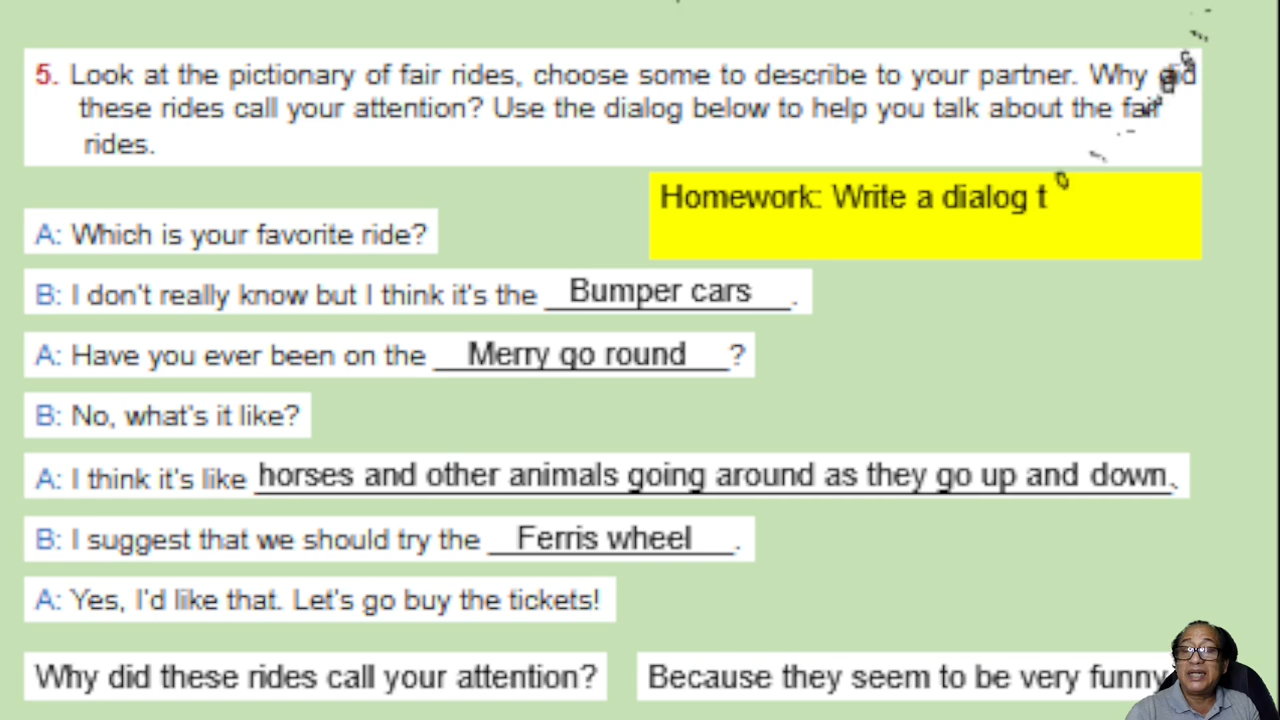 5. Look at the pictionary of fair rides, choose some to describe to your partner. Why did
these rides call your attention? Use the dialog below to help you talk about the fair
rides.
Homework: Write a dialog t
A: Which is your favorite ride?
B: I don't really know but I think it's the Bumper cars.
A: Have you ever been on the Merry go round?
B: No, what's it like?
A: I think it's like horses and other animals going around as they go up and down.
B: I suggest that we should try the Ferris wheel.
A: Yes, I'd like that. Let's go buy the tickets!
Why did these rides call your attention?
Because they seem to be very funny